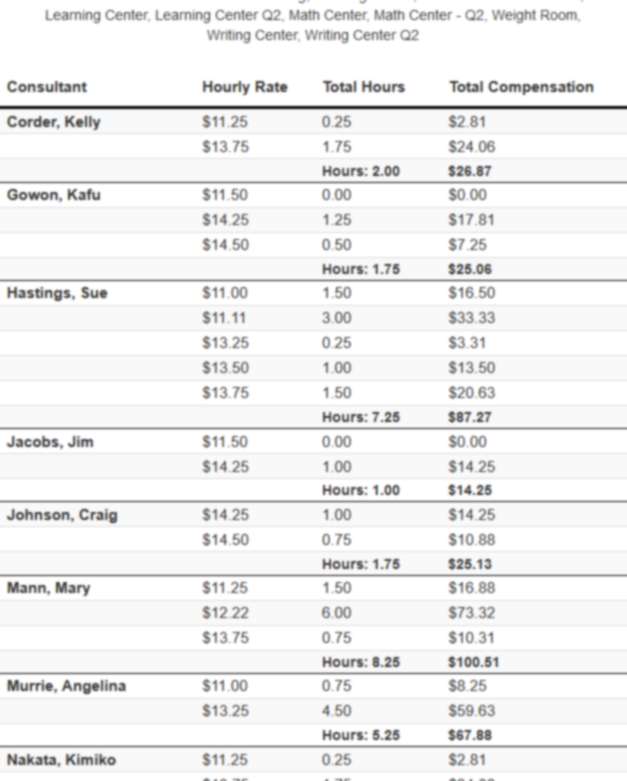 Learning Center, Learning Center Q2, Math Center, Math Center - Q2, Weight Room,
Writing Center, Writing Center Q2
Consultant Hourly Rate Total Hours Total Compensation
Corder, Kelly $11.25 0.25 $2.81
$13.75 1.75 $24.06
Hours: 2.00 $26.87
Gowon, Kafu $11.50 0.00 $0.00
$14.25 1.25 $17.81
$14.50 0.50 $7.25
Hours: 1.75 $25.06
Hastings, Sue $11.00 1.50 $16.50
$11.11 3.00 $33.33
$13.25 0.25 $3.31
$13.50 1.00 $13.50
$13.75 1.50 $20.63
Hours: 7.25 $87.27
Jacobs, Jim $11.50 0.00 $0.00
$14.25 1.00 $14.25
Hours: 1.00 $14.25
Johnson, Craig $14.25 1.00 $14.25
$14.50 0.75 $10.88
Hours: 1.75 $25.13
Mann, Mary $11.25 1.50 $16.88
$12.22 6.00 $73.32
$13.75 0.75 $10.31
Hours: 8.25 $100.51
Murrie, Angelina $11.00 0.75 $8.25
$13.25 4.50 $59.63
Hours: 5.25 $67.88
Nakata, Kimiko $11.25 0.25 $2.81